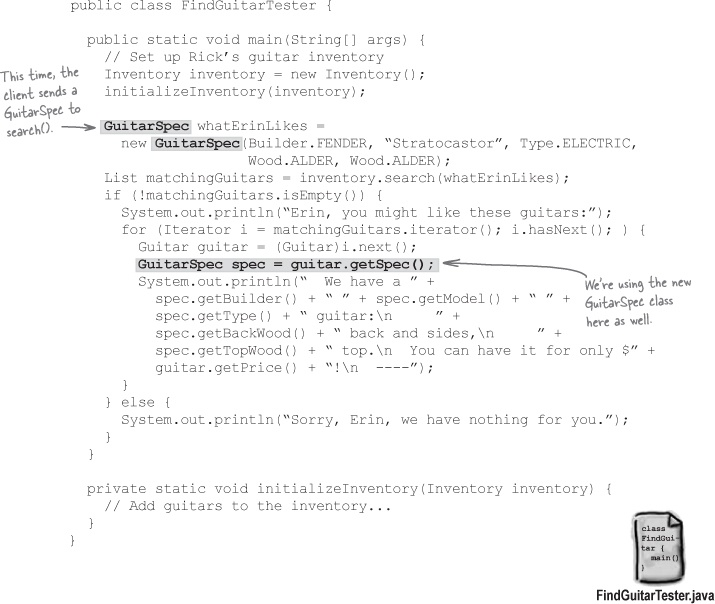 public class FindGuitarTester {
public static void main(String[] args) {
// Set up Rick’s guitar inventory
Inventory inventory = new Inventory();
initializeInventory(inventory);
This time, the
client sends a
GuitarSpec to
search().
GuitarSpec whatErinLikes =
new GuitarSpec(Builder.FENDER, “Stratocastor”, Type.ELECTRIC,
Wood.ALDER, Wood.ALDER);
List matchingGuitars = inventory.search(whatErinLikes);
if (!matchingGuitars.isEmpty()) {
System.out.println(“Erin, you might like these guitars:”);
for (Iterator i = matchingGuitars.iterator(); i.hasNext(); ) {
Guitar guitar = (Guitar)i.next();
GuitarSpec spec = guitar.getSpec();
System.out.println(“  We have a ” +
spec.getBuilder() + “ ” + spec.getModel() + “ ” +
spec.getType() + “ guitar:\n     ” +
spec.getBackWood() + “ back and sides,\n     ” +
spec.getTopWood() + “ top.\n  You can have it for only $” +
guitar.getPrice() + “!\n  ----”);
We’re using the new
GuitarSpec class
here as well.
}
} else {
System.out.println(“Sorry, Erin, we have nothing for you.”);
}
}
private static void initializeInventory(Inventory inventory) {
// Add guitars to the inventory...
}
}
class
FindGui-
tar {
main()
}
FindGuitarTester.java